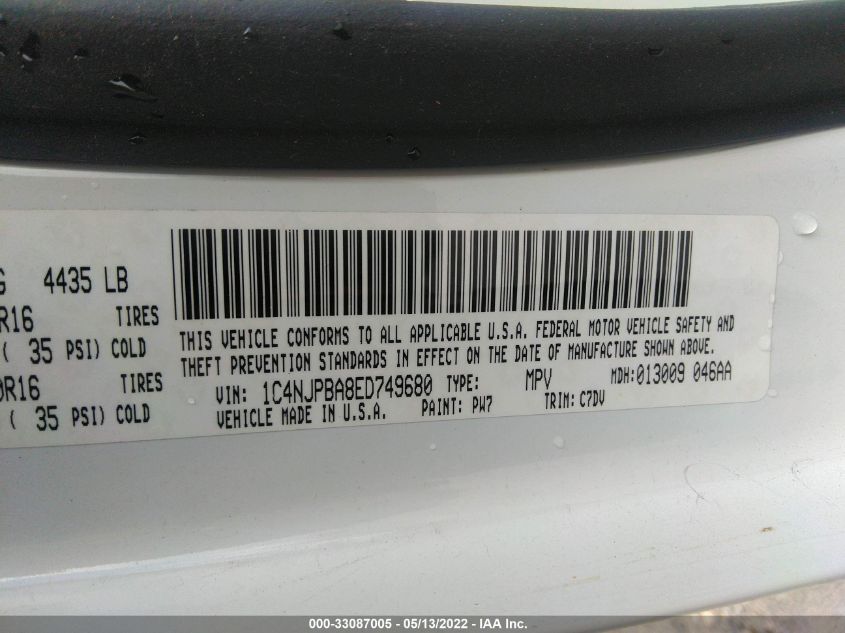 G 4435 LB
R16 TIRES
( 35 PSI) COLD
0R16 TIRES
( 35 PSI) COLD
THIS VEHICLE CONFORMS TO ALL APPLICABLE U.S.A. FEDERAL MOTOR VEHICLE SAFETY AND
THEFT PREVENTION STANDARDS IN EFFECT ON THE DATE OF MANUFACTURE SHOWN ABOVE.
VIN: 1C4NJPBA8ED749680 TYPE: MPV MDH:013009 046AA
VEHICLE MADE IN U.S.A. PAINT: PW7 TRIM: C7DV
000-33087005 - 05/13/2022 - IAA Inc.